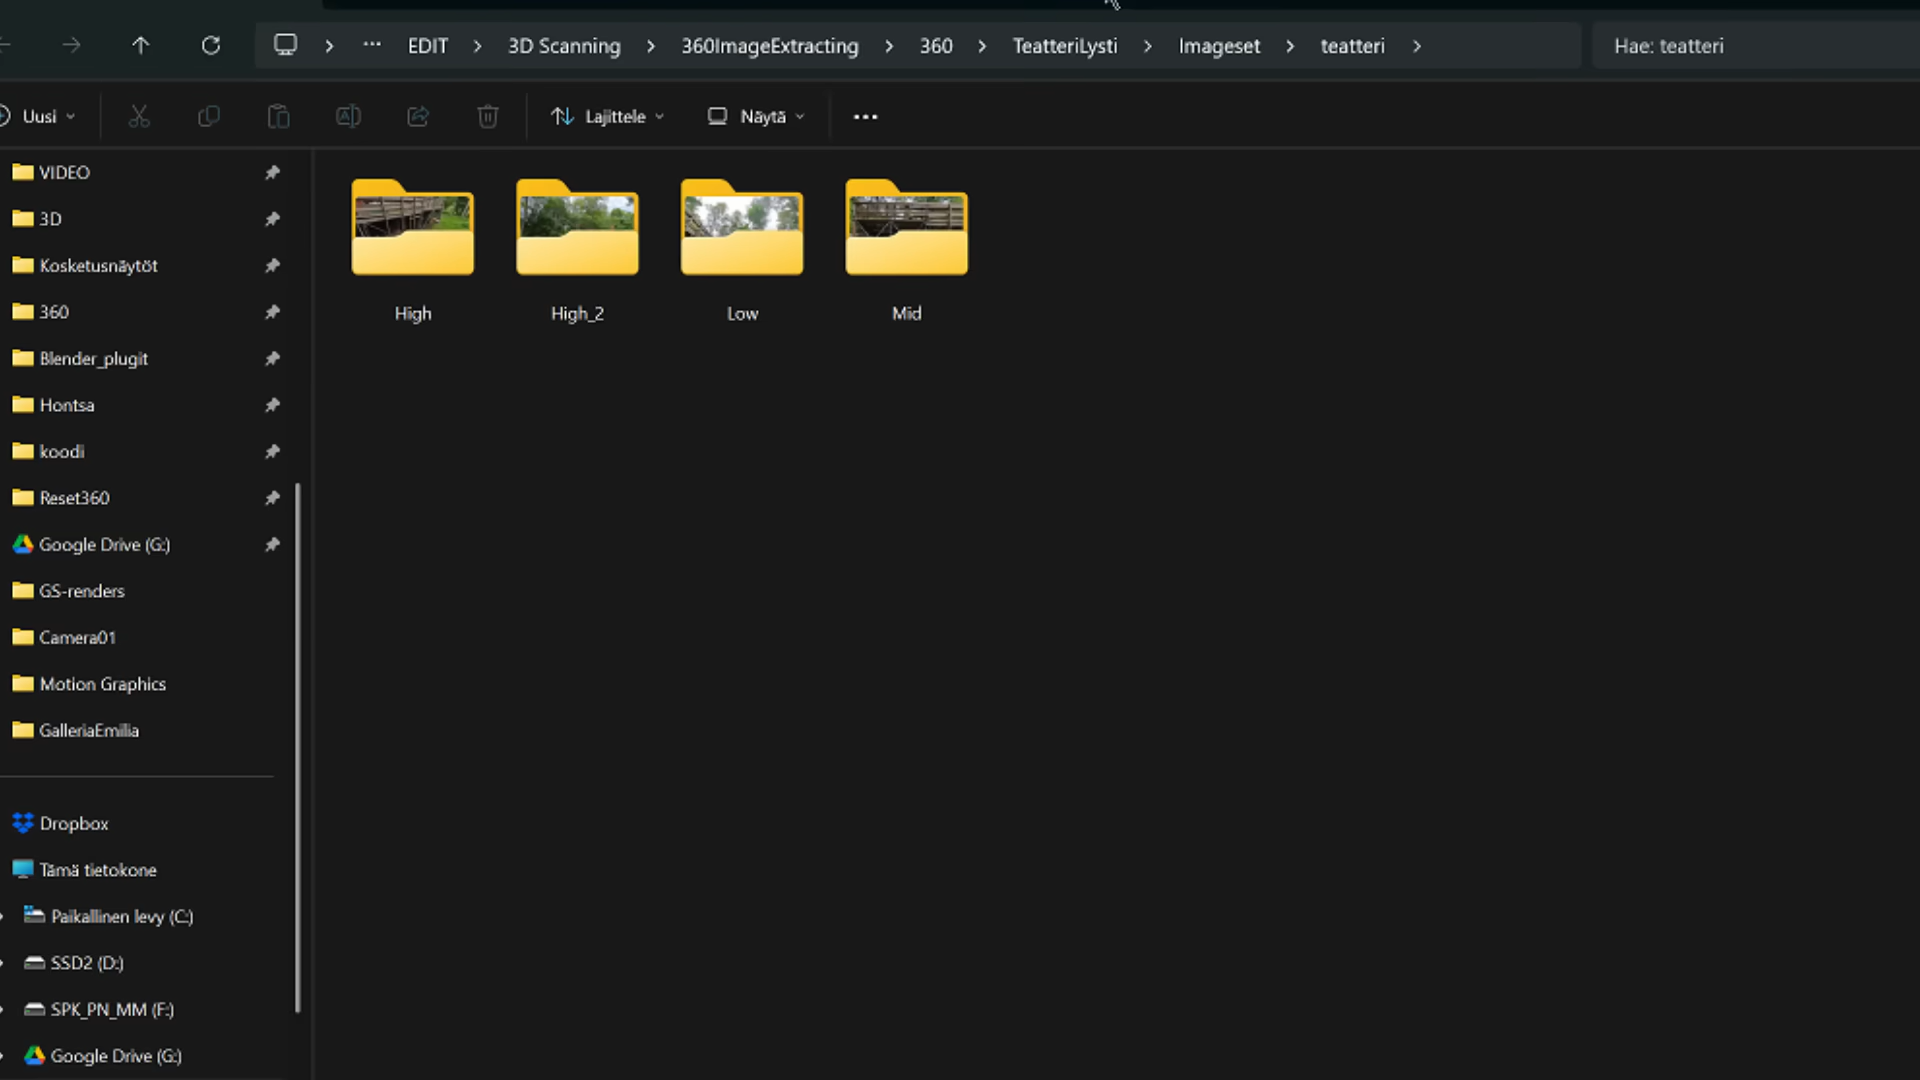 EDIT > 3D Scanning > 360ImageExtracting > 360 > TeatteriLysti > Imageset > teatteri >
Hae: teatteri
Uusi
Lajittele
Näytä
VIDEO
3D
Kosketusnäytöt
360
Blender_plugit
Hontsa
koodi
Reset360
Google Drive (G:)
GS-renders
Camera01
Motion Graphics
GalleriaEmilia
Dropbox
Tämä tietokone
Paikallinen levy (C:)
SSD2 (D:)
SPK_PN_MM (F:)
Google Drive (G:)
High
High_2
Low
Mid